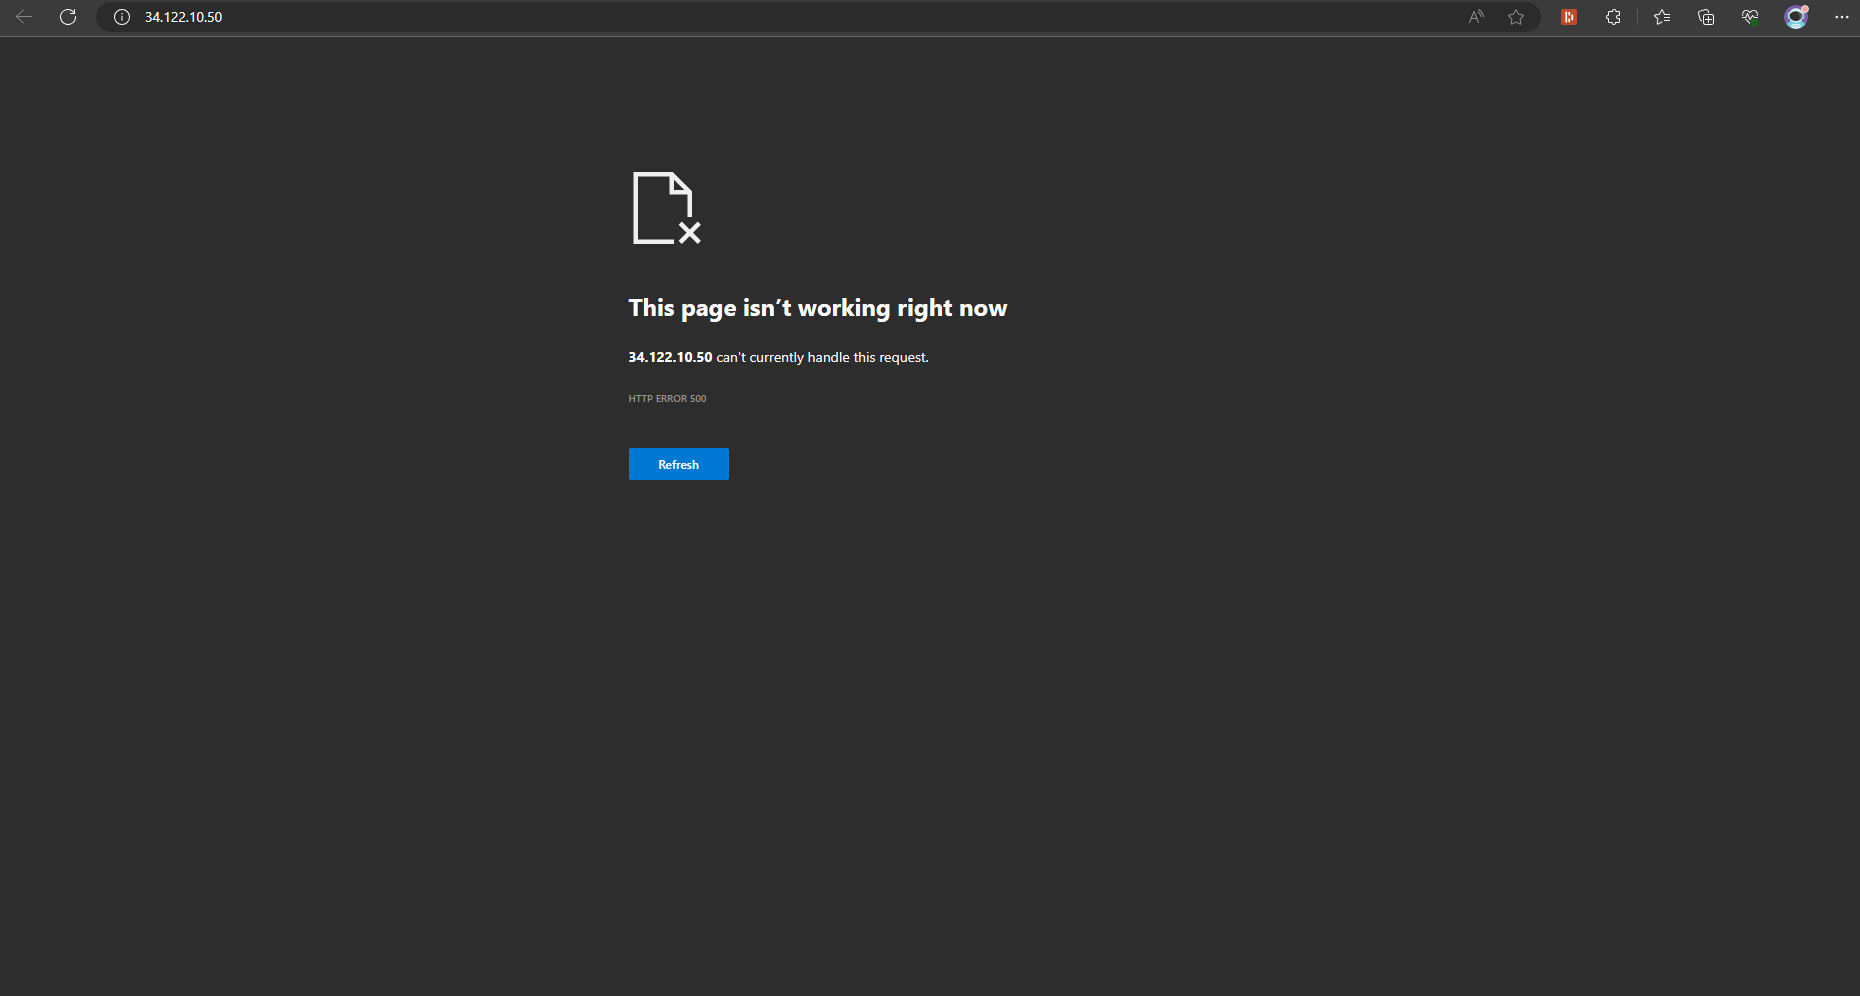 34.122.10.50
This page isn’t working right now
34.122.10.50 can't currently handle this request.
HTTP ERROR 500
Refresh